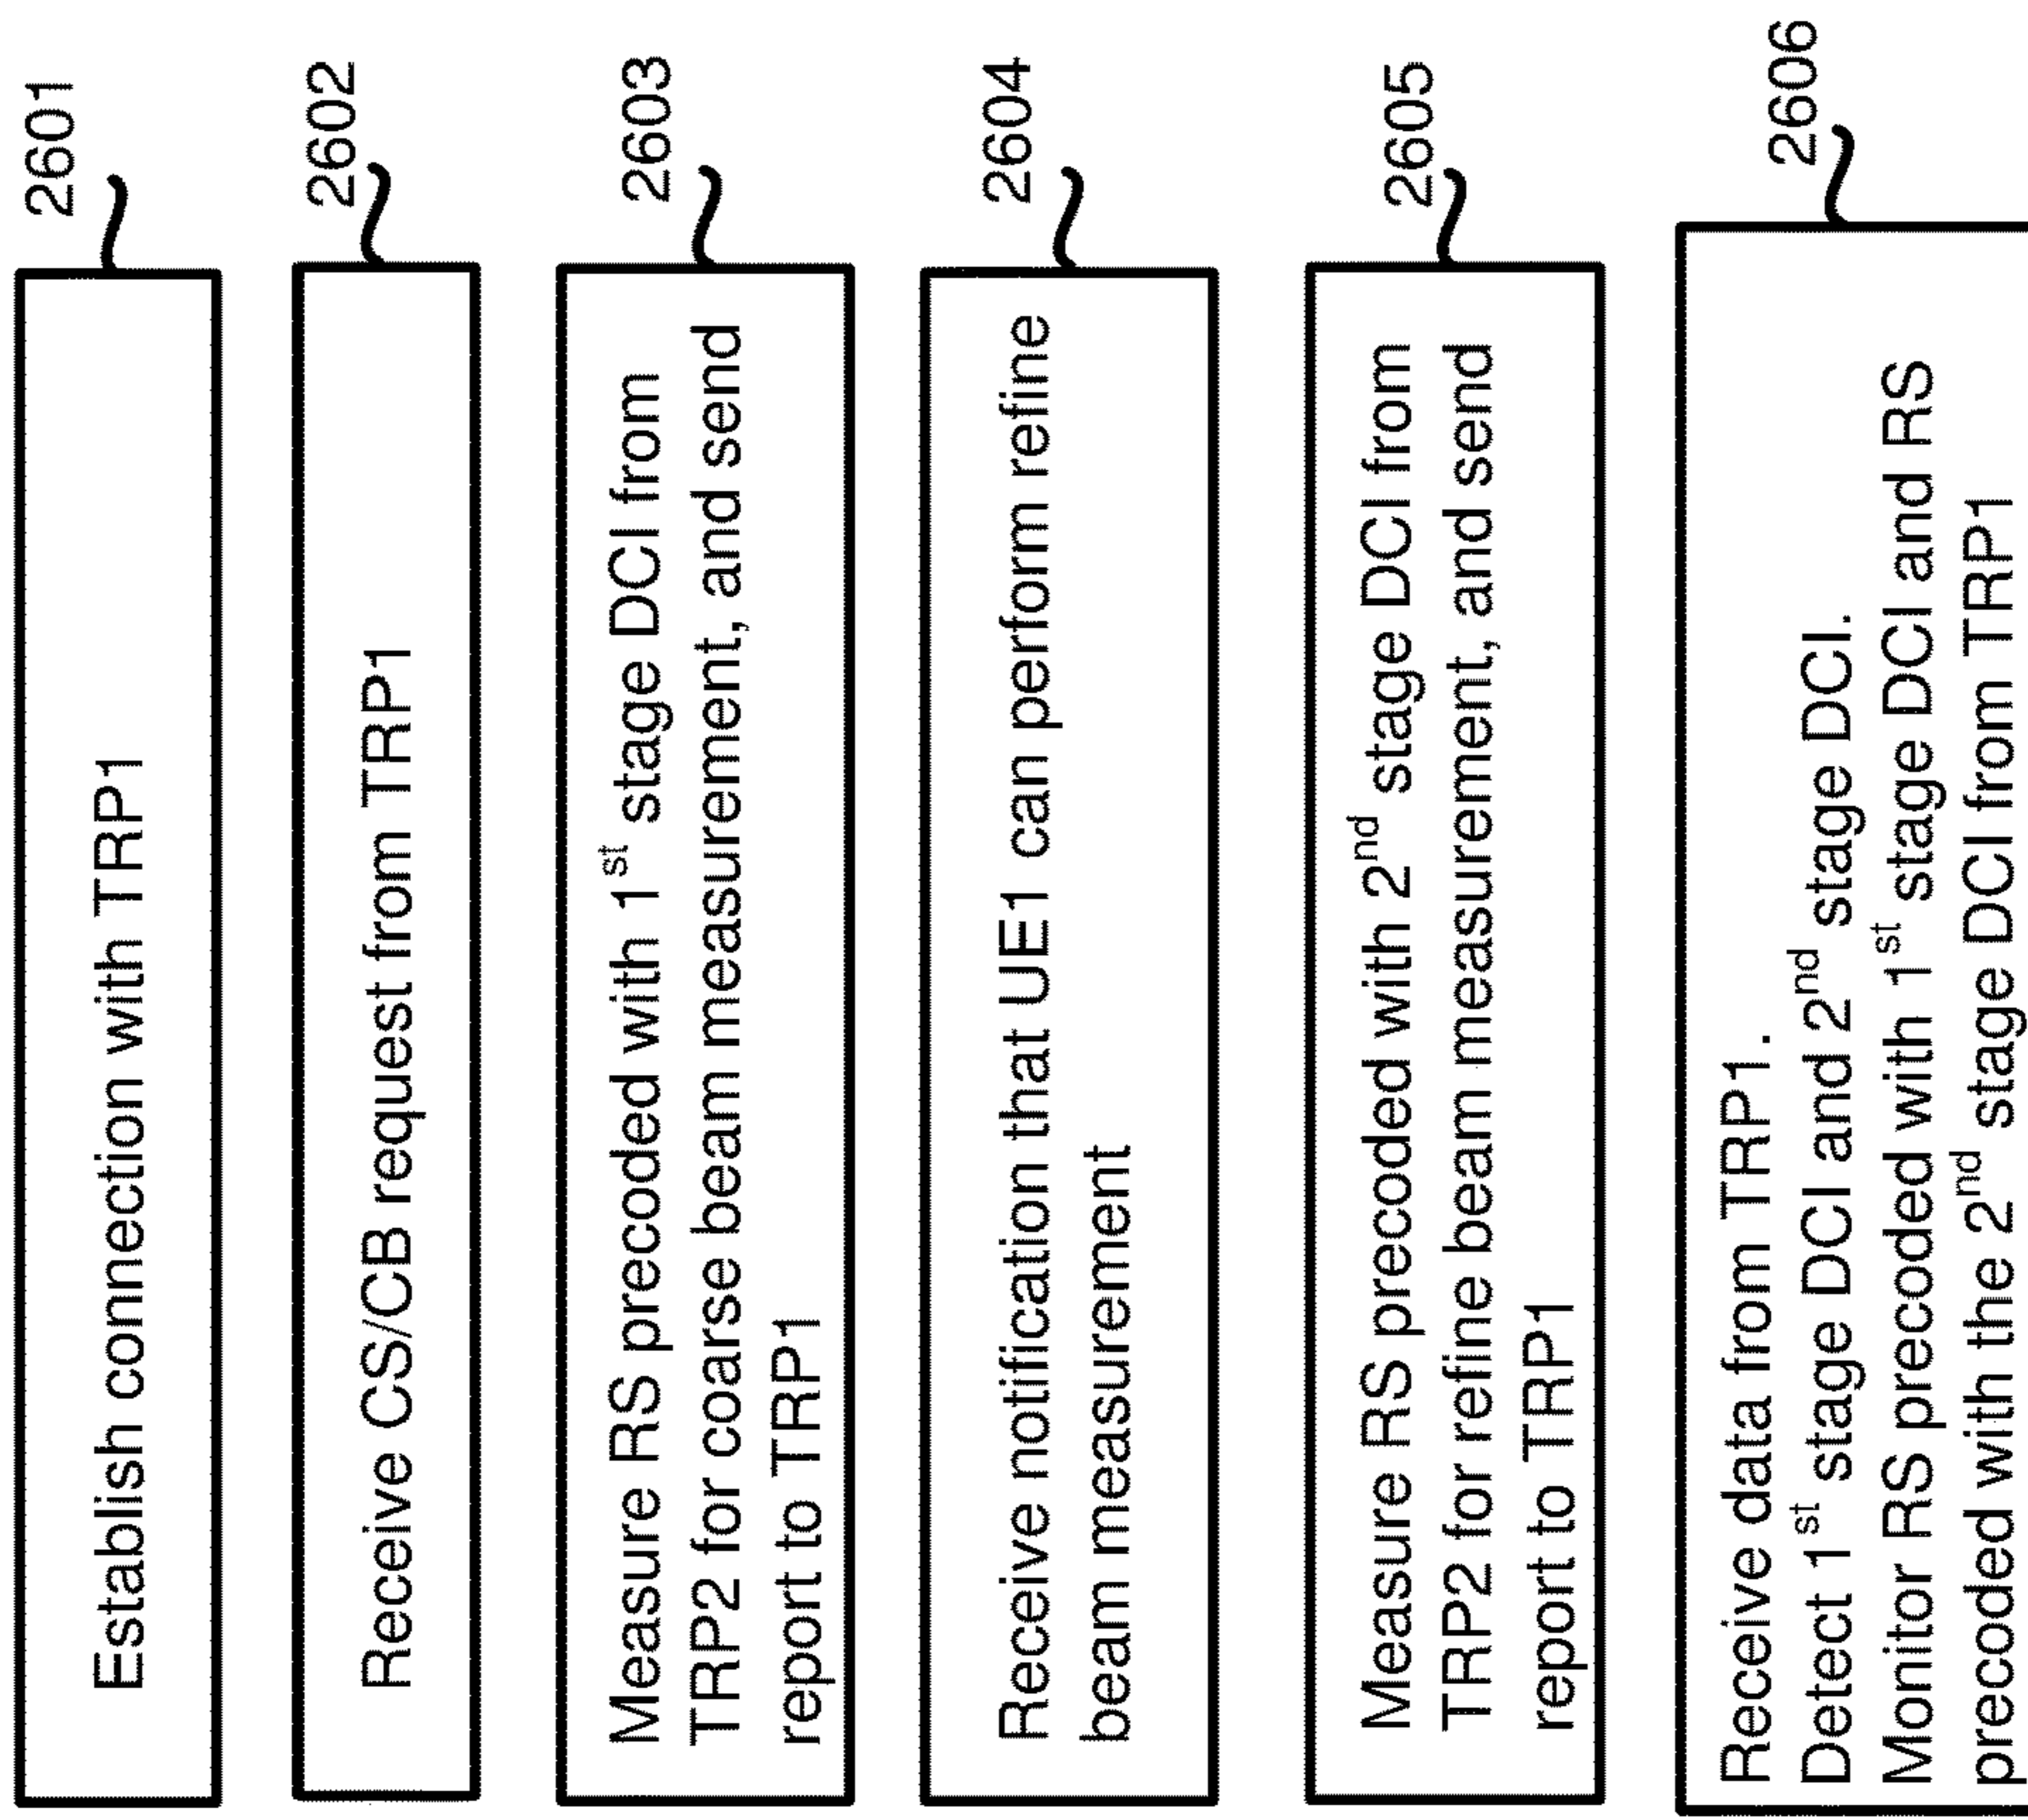 2601
Establish connection with TRP1
2602
Receive CS/CB request from TRP1
2603
Measure RS precoded with 1st stage DCI from
TRP2 for coarse beam measurement, and send
report to TRP1
2604
Receive notification that UE1 can perform refine
beam measurement
2605
Measure RS precoded with 2nd stage DCI from
TRP2 for refine beam measurement, and send
report to TRP1
2606
Receive data from TRP1.
Detect 1st stage DCI and 2nd stage DCI.
Monitor RS precoded with 1st stage DCI and RS
precoded with the 2nd stage DCI from TRP1